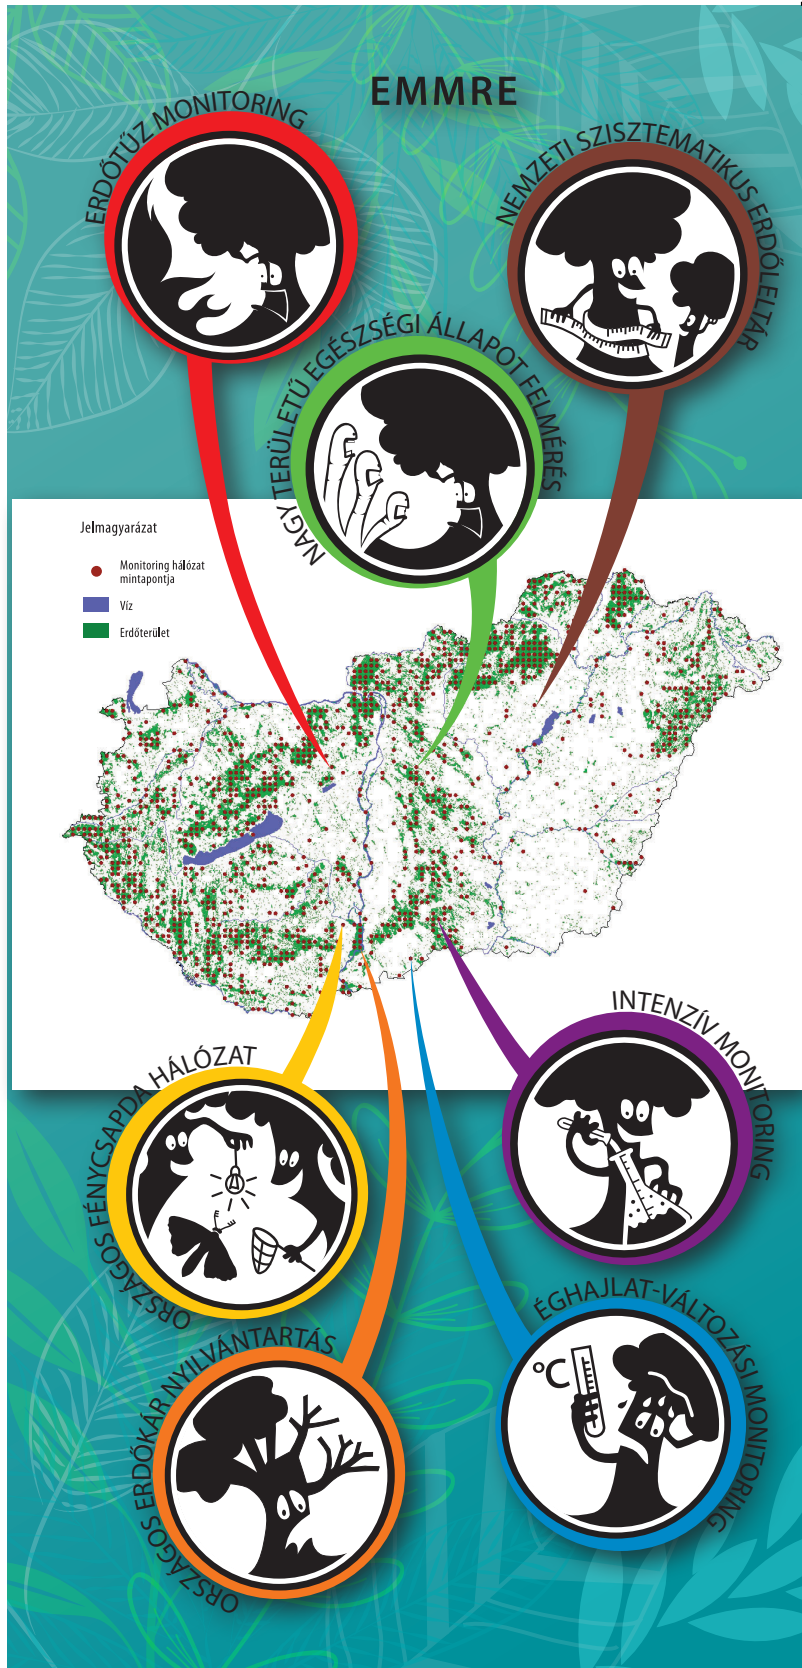 EMMRE
ERDŐTŰZ MONITORING
NEMZETI SZISZTEMATIKUS ERDŐLELTÁR
NAGY TERÜLETŰ EGÉSZSÉGI ÁLLAPOT FELMÉRÉS
Jelmagyarázat
Monitoring hálózat
mintapontja
Víz
Erdőterület
INTENZÍV MONITORING
ORSZÁGOS FÉNYCSAPDA HÁLÓZAT
ÉGHAJLAT-VÁLTOZÁSI MONITORING
°C
ORSZÁGOS ERDŐKÁR NYILVÁNTARTÁS